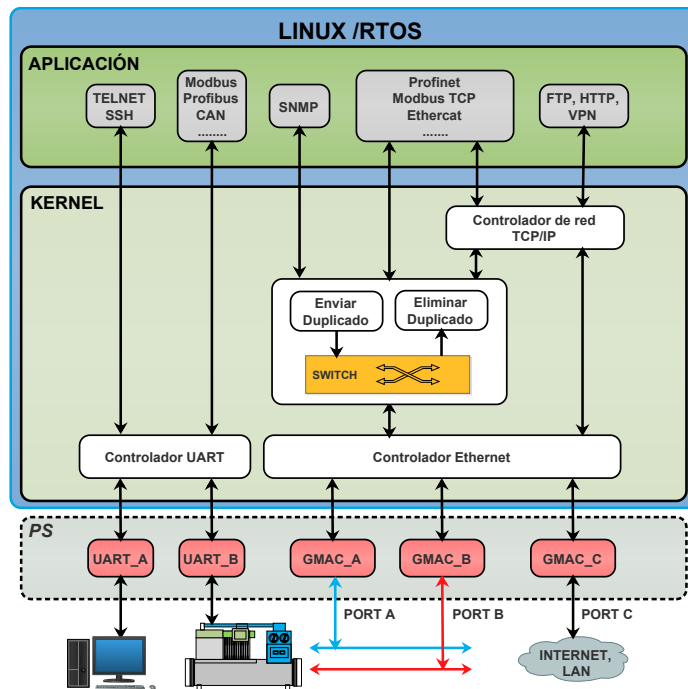 LINUX /RTOS
APLICACIÓN
TELNET
SSH
Modbus
Profibus
CAN
........
SNMP
Profinet
Modbus TCP
Ethercat
.......
FTP, HTTP,
VPN
KERNEL
Controlador de red
TCP/IP
Enviar
Duplicado
Eliminar
Duplicado
SWITCH
Controlador UART
Controlador Ethernet
PS
UART_A
UART_B
GMAC_A
GMAC_B
GMAC_C
PORT A
PORT B
PORT C
INTERNET,
LAN